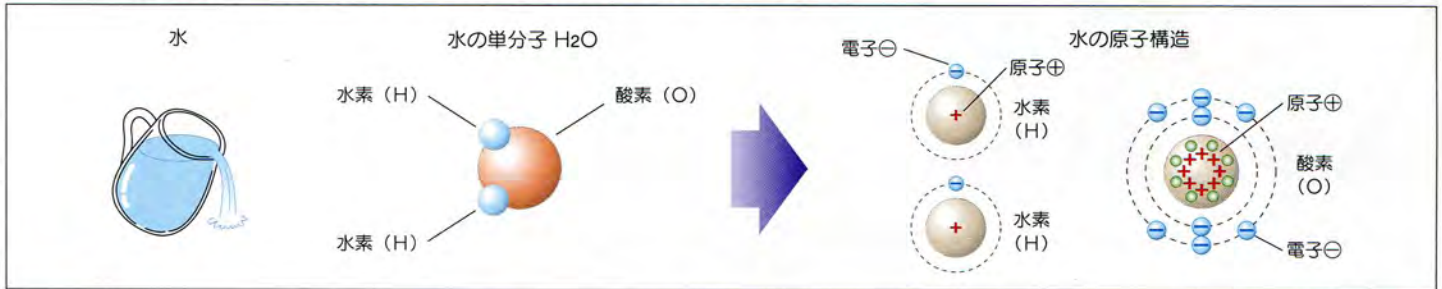 水
水の単分子 H2O
水素（H）
酸素（O）
水素（H）
水の原子構造
電子⊖
原子⊕
水素
（H）
水素
（H）
原子⊕
酸素
（O）
電子⊖